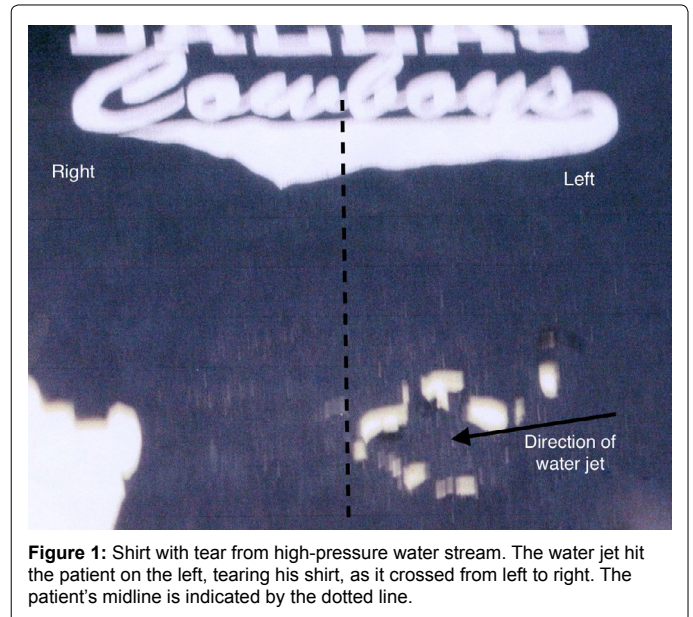 Cowboys
Right
Left
Direction of
water jet
Figure 1: Shirt with tear from high-pressure water stream. The water jet hit
the patient on the left, tearing his shirt, as it crossed from left to right. The
patient's midline is indicated by the dotted line.